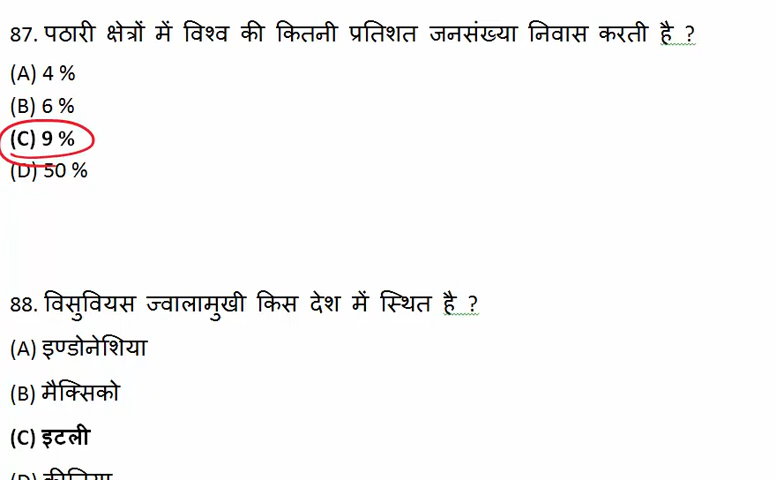 87. पठारी क्षेत्रों में विश्व की कितनी प्रतिशत जनसंख्या निवास करती है ?
(A) 4 %
(B) 6 %
(C) 9 %
(D) 50 %
88. विसुवियस ज्वालामुखी किस देश में स्थित है ?
(A) इण्डोनेशिया
(B) मैक्सिको
(C) इटली